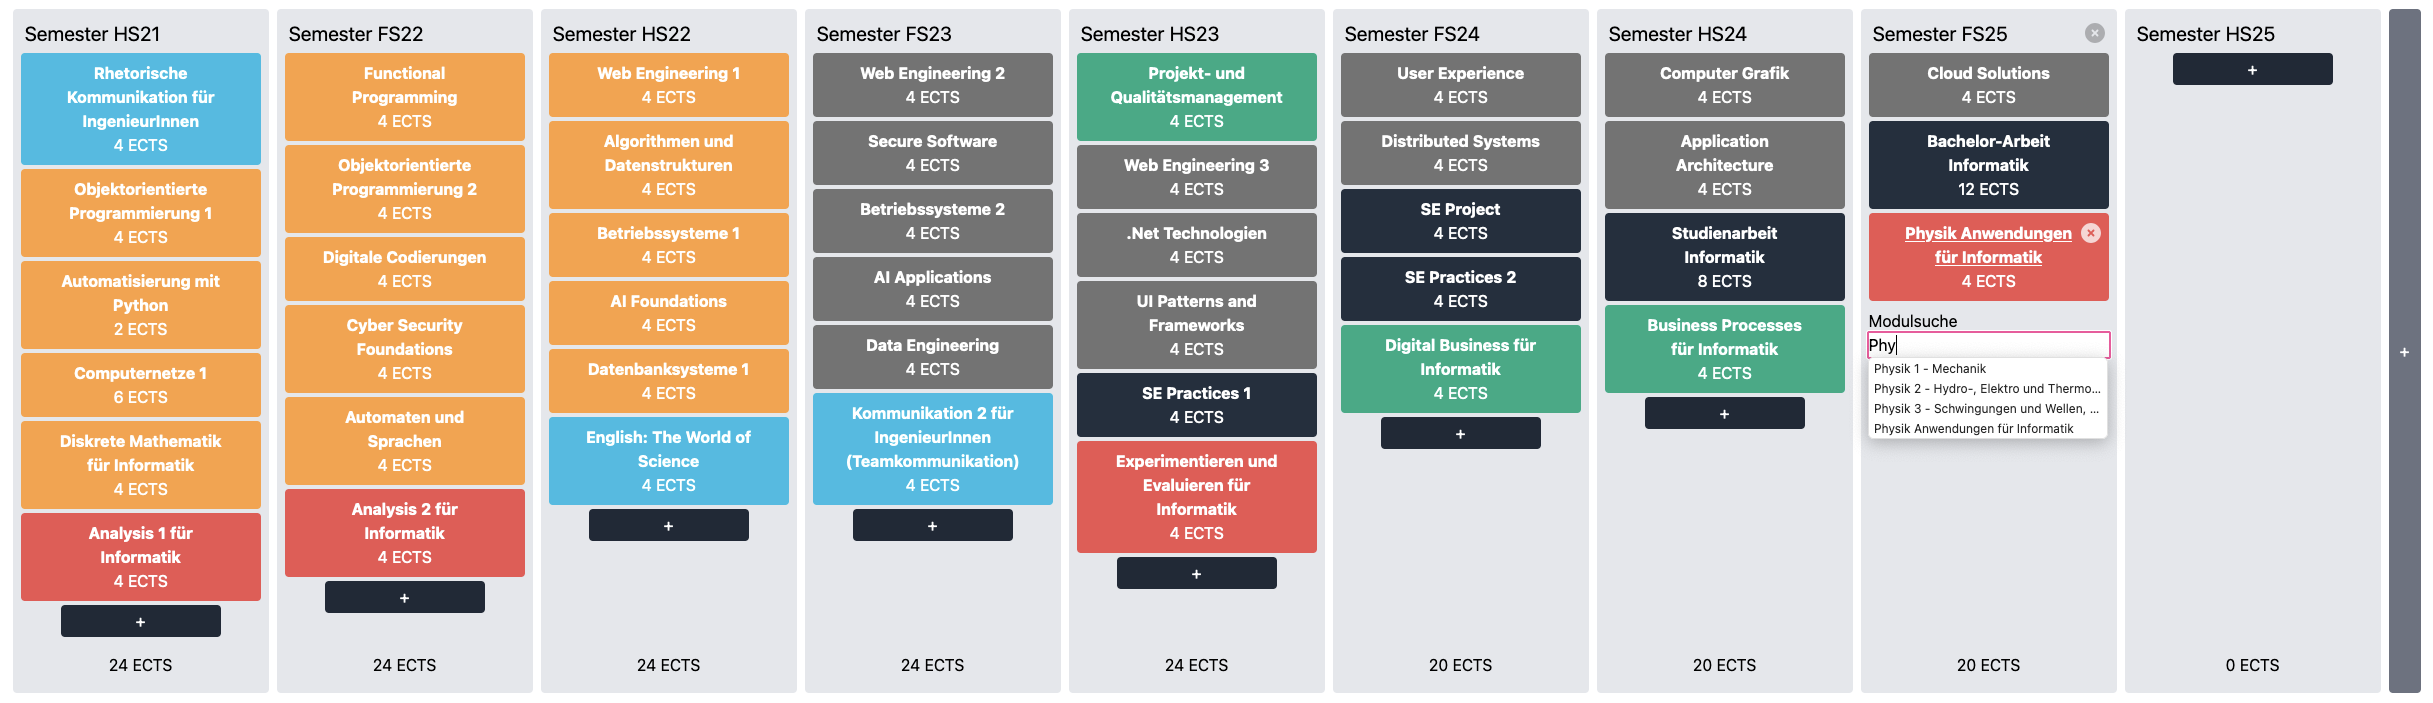 Semester HS21
Rhetorische
Kommunikation für
IngenieurInnen
4 ECTS
Objektorientierte
Programmierung 1
4 ECTS
Automatisierung mit
Python
2 ECTS
Computernetze 1
6 ECTS
Diskrete Mathematik
für Informatik
4 ECTS
Analysis 1 für
Informatik
4 ECTS
+
24 ECTS
Semester FS22
Functional
Programming
4 ECTS
Objektorientierte
Programmierung 2
4 ECTS
Digitale Codierungen
4 ECTS
Cyber Security
Foundations
4 ECTS
Automaten und
Sprachen
4 ECTS
Analysis 2 für
Informatik
4 ECTS
+
24 ECTS
Semester HS22
Web Engineering 1
4 ECTS
Algorithmen und
Datenstrukturen
4 ECTS
Betriebssysteme 1
4 ECTS
AI Foundations
4 ECTS
Datenbanksysteme 1
4 ECTS
English: The World of
Science
4 ECTS
+
24 ECTS
Semester FS23
Web Engineering 2
4 ECTS
Secure Software
4 ECTS
Betriebssysteme 2
4 ECTS
AI Applications
4 ECTS
Data Engineering
4 ECTS
Kommunikation 2 für
IngenieurInnen
(Teamkommunikation)
4 ECTS
+
24 ECTS
Semester HS23
Projekt- und
Qualitätsmanagement
4 ECTS
Web Engineering 3
4 ECTS
.Net Technologien
4 ECTS
UI Patterns and
Frameworks
4 ECTS
SE Practices 1
4 ECTS
Experimentieren und
Evaluieren für
Informatik
4 ECTS
+
24 ECTS
Semester FS24
User Experience
4 ECTS
Distributed Systems
4 ECTS
SE Project
4 ECTS
SE Practices 2
4 ECTS
Digital Business für
Informatik
4 ECTS
+
20 ECTS
Semester HS24
Computer Grafik
4 ECTS
Application
Architecture
4 ECTS
Studienarbeit
Informatik
8 ECTS
Business Processes
für Informatik
4 ECTS
+
20 ECTS
Semester FS25
Cloud Solutions
4 ECTS
Bachelor-Arbeit
Informatik
12 ECTS
Physik Anwendungen
für Informatik
4 ECTS
Modulsuche
Phy
Physik 1 - Mechanik
Physik 2 - Hydro-, Elektro und Thermo...
Physik 3 - Schwingungen und Wellen, ...
Physik Anwendungen für Informatik
20 ECTS
Semester HS25
+
0 ECTS
+